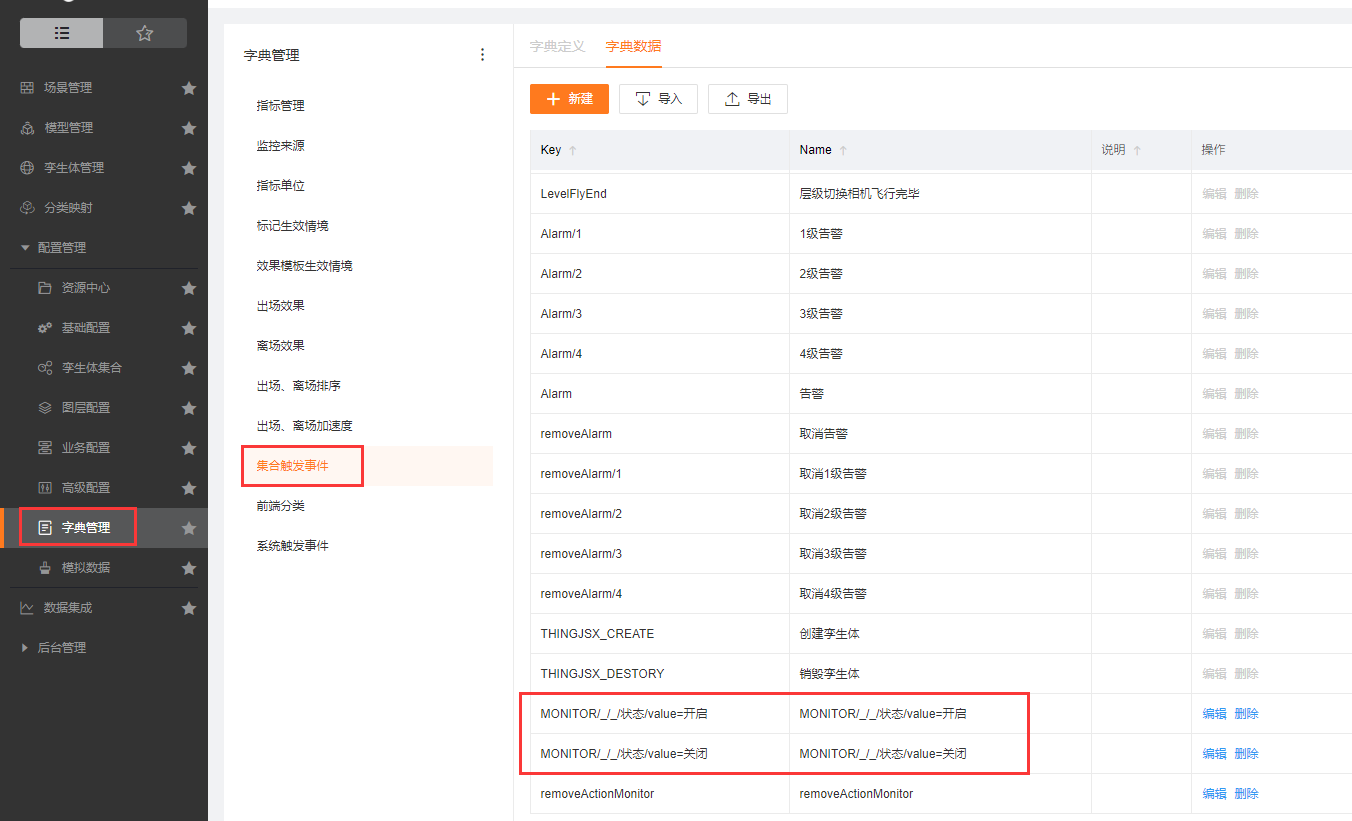 场景管理
模型管理
孪生体管理
分类映射
配置管理
资源中心
基础配置
孪生体集合
图层配置
业务配置
高级配置
字典管理
模拟数据
数据集成
后台管理
字典管理
指标管理
监控来源
指标单位
标记生效情境
效果模板生效情境
出场效果
离场效果
出场、离场排序
出场、离场加速度
集合触发事件
前端分类
系统触发事件
字典定义 字典数据
新建 导入 导出
Key Name 说明 操作
LevelFlyEnd 层级切换相机飞行完毕 编辑 删除
Alarm/1 1级告警 编辑 删除
Alarm/2 2级告警 编辑 删除
Alarm/3 3级告警 编辑 删除
Alarm/4 4级告警 编辑 删除
Alarm 告警 编辑 删除
removeAlarm 取消告警 编辑 删除
removeAlarm/1 取消1级告警 编辑 删除
removeAlarm/2 取消2级告警 编辑 删除
removeAlarm/3 取消3级告警 编辑 删除
removeAlarm/4 取消4级告警 编辑 删除
THINGJSX_CREATE 创建孪生体 编辑 删除
THINGJSX_DESTORY 销毁孪生体 编辑 删除
MONITOR/_/_/状态/value=开启 MONITOR/_/_/状态/value=开启 编辑 删除
MONITOR/_/_/状态/value=关闭 MONITOR/_/_/状态/value=关闭 编辑 删除
removeActionMonitor removeActionMonitor 编辑 删除